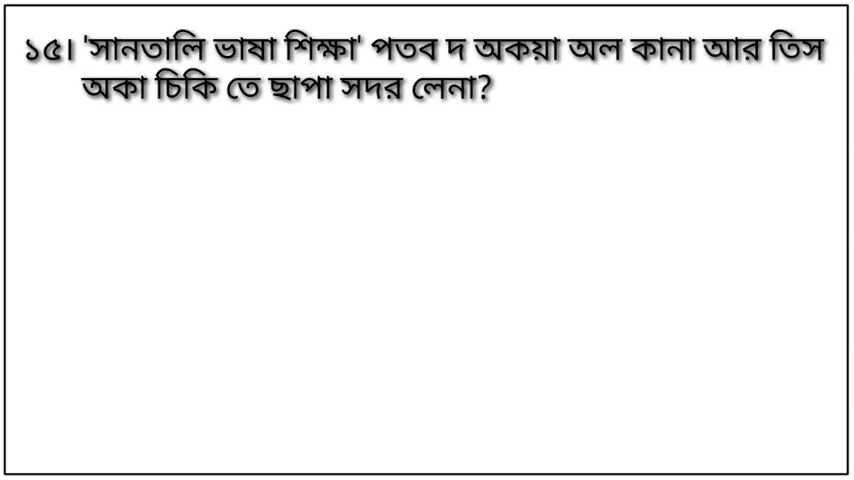 ১৫। 'সানতালি ভাষা শিক্ষা' পতব দ অকয়া অল কানা আর তিস
অকা চিকি তে ছাপা সদর লেনা?